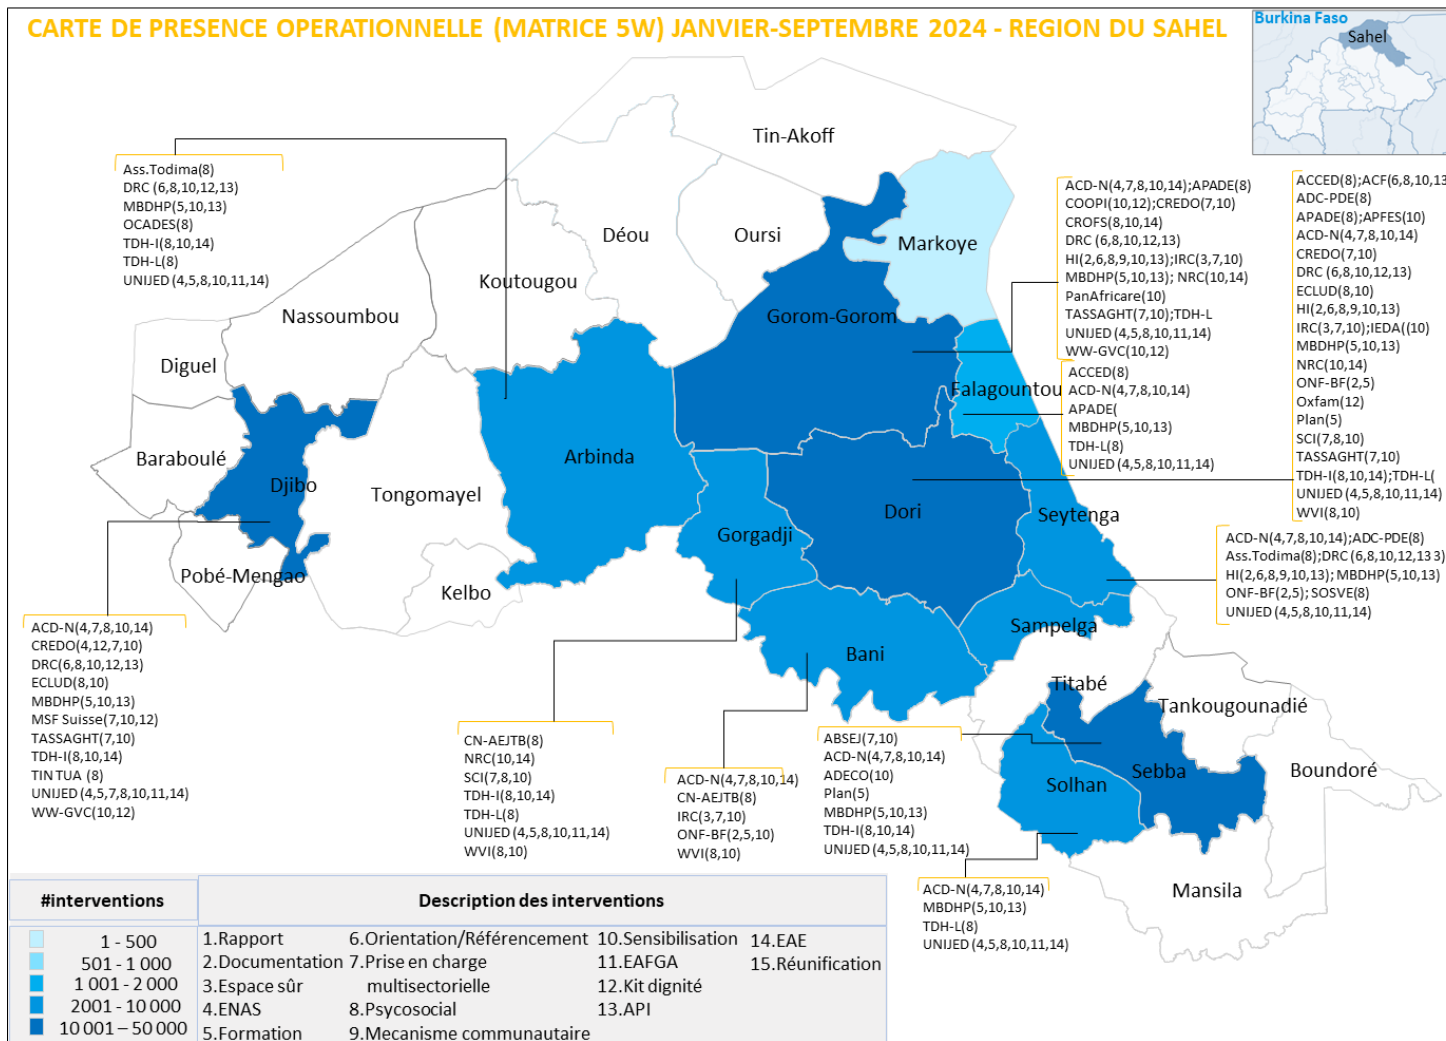 CARTE DE PRESENCE OPERATIONNELLE (MATRICE 5W) JANVIER-SEPTEMBRE 2024 - REGION DU SAHEL
Burkina Faso
Sahel
Tin-Akoff
Markoye
Oursi
Déou
Koutougou
Nassoumbou
Diguel
Baraboulé
Djibo
Pobé-Mengao
Tongomayel
Kelbo
Arbinda
Gorom-Gorom
Falagountou
Gorgadji
Dori
Seytenga
Bani
Sampelga
Titabé
Tankougounadié
Sebba
Solhan
Boundoré
Mansila
Ass.Todima(8)
DRC (6,8,10,12,13)
MBDHP(5,10,13)
OCADES(8)
TDH-I(8,10,14)
TDH-L(8)
UNIJED (4,5,8,10,11,14)
ACD-N(4,7,8,10,14);APADE(8)
COOPI(10,12);CREDO(7,10)
CROFS(8,10,14)
DRC (6,8,10,12,13)
HI(2,6,8,9,10,13);IRC(3,7,10)
MBDHP(5,10,13); NRC(10,14)
PanAfricare(10)
TASSAGHT(7,10);TDH-L
UNIJED (4,5,8,10,11,14)
WW-GVC(10,12)
ACCED(8)
ACD-N(4,7,8,10,14)
APADE(
MBDHP(5,10,13)
TDH-L(8)
UNIJED (4,5,8,10,11,14)
ACCED(8);ACF(6,8,10,13
ADC-PDE(8)
APADE(8);APFES(10)
ACD-N(4,7,8,10,14)
CREDO(7,10)
DRC (6,8,10,12,13)
ECLUD(8,10)
HI(2,6,8,9,10,13)
IRC(3,7,10);IEDA((10)
MBDHP(5,10,13)
NRC(10,14)
ONF-BF(2,5)
Oxfam(12)
Plan(5)
SCI(7,8,10)
TASSAGHT(7,10)
TDH-I(8,10,14);TDH-L(
UNIJED (4,5,8,10,11,14)
WVI(8,10)
ACD-N(4,7,8,10,14);ADC-PDE(8)
Ass.Todima(8);DRC (6,8,10,12,13 3)
HI(2,6,8,9,10,13); MBDHP(5,10,13)
ONF-BF(2,5); SOSVE(8)
UNIJED (4,5,8,10,11,14)
ACD-N(4,7,8,10,14)
CREDO(4,12,7,10)
DRC(6,8,10,12,13)
ECLUD(8,10)
MBDHP(5,10,13)
MSF Suisse(7,10,12)
TASSAGHT(7,10)
TDH-I(8,10,14)
TIN TUA (8)
UNIJED (4,5,7,8,10,11,14)
WW-GVC(10,12)
CN-AEJTB(8)
NRC(10,14)
SCI(7,8,10)
TDH-I(8,10,14)
TDH-L(8)
UNIJED (4,5,8,10,11,14)
WVI(8,10)
ACD-N(4,7,8,10,14
CN-AEJTB(8)
IRC(3,7,10)
ONF-BF(2,5,10)
WVI(8,10)
ABSEJ(7,10)
ACD-N(4,7,8,10,14)
ADECO(10)
Plan(5)
MBDHP(5,10,13)
TDH-I(8,10,14)
UNIJED (4,5,8,10,11,14)
ACD-N(4,7,8,10,14)
MBDHP(5,10,13)
TDH-L(8)
UNIJED (4,5,8,10,11,14)
#interventions
1 - 500
501 - 1 000
1 001 - 2 000
2001 - 10 000
10 001 – 50 000
Description des interventions
1.Rapport
2.Documentation
3.Espace sûr
4.ENAS
5.Formation
6.Orientation/Référencement
7.Prise en charge
multisectorielle
8.Psycosocial
9.Mecanisme communautaire
10.Sensibilisation
11.EAFGA
12.Kit dignité
13.API
14.EAE
15.Réunification